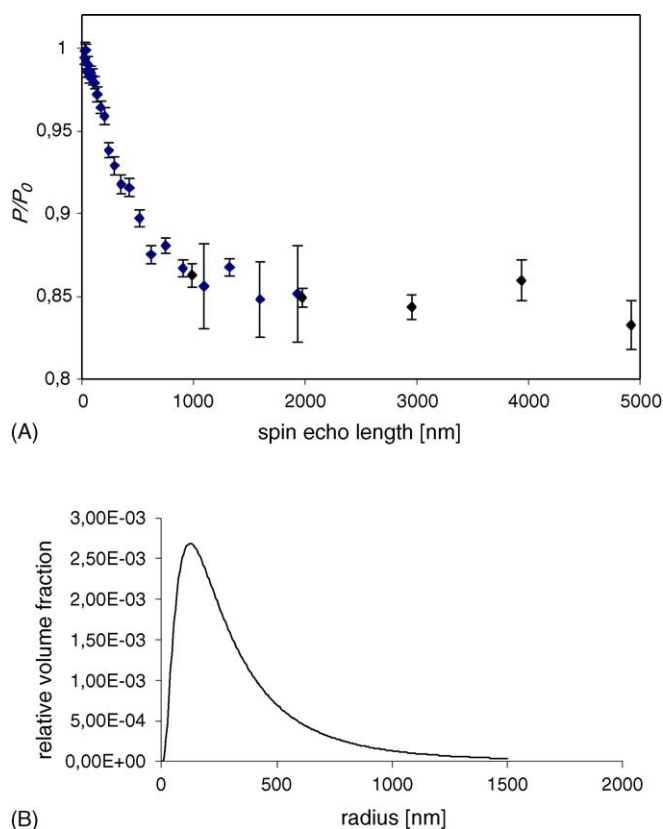 1
0,95
0,9
0,85
0,8
P/P0
0
1000
2000
3000
4000
5000
spin echo length [nm]
(A)
3,00E-03
2,50E-03
2,00E-03
1,50E-03
1,00E-03
5,00E-04
0,00E+00
relative volume fraction
0
500
1000
1500
2000
radius [nm]
(B)